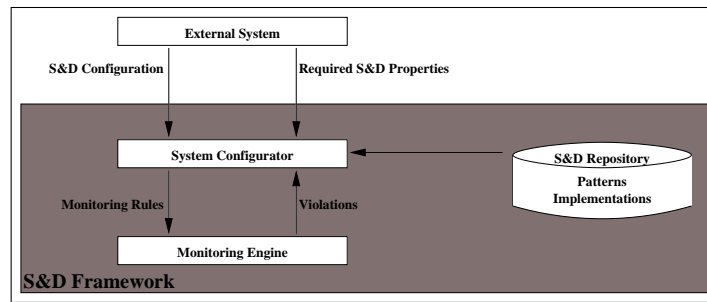 External System
S&D Configuration
Required S&D Properties
System Configurator
S&D Repository
Patterns
Implementations
Monitoring Rules
Violations
Monitoring Engine
S&D Framework